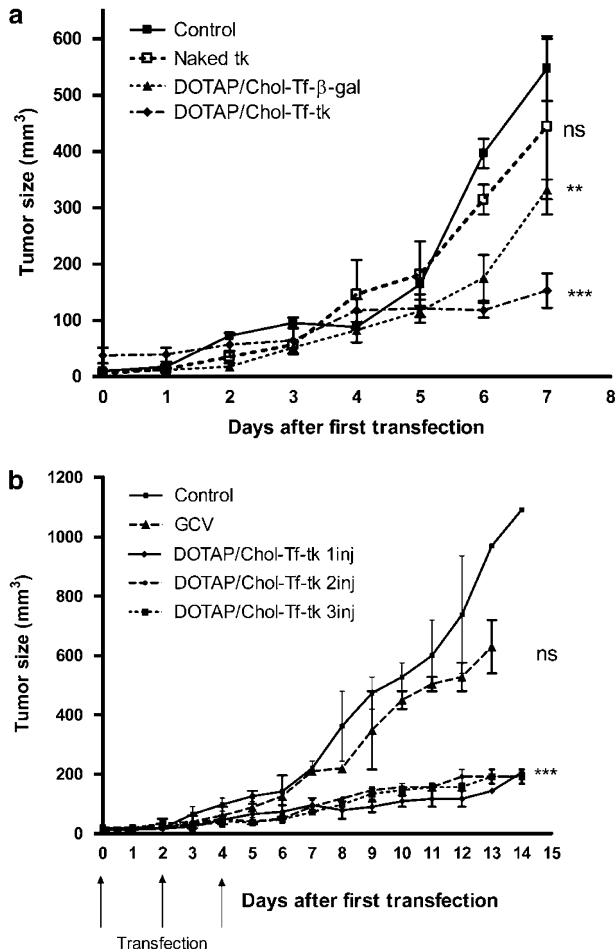 a
Control
Naked tk
DOTAP/Chol-Tf-β-gal
DOTAP/Chol-Tf-tk
600
500
400
300
200
100
0
Tumor size (mm³)
ns
**
***
0 1 2 3 4 5 6 7 8
Days after first transfection
b
Control
GCV
DOTAP/Chol-Tf-tk 1inj
DOTAP/Chol-Tf-tk 2inj
DOTAP/Chol-Tf-tk 3inj
1200
1000
800
600
400
200
0
Tumor size (mm³)
ns
***
0 1 2 3 4 5 6 7 8 9 10 11 12 13 14 15
Days after first transfection
Transfection